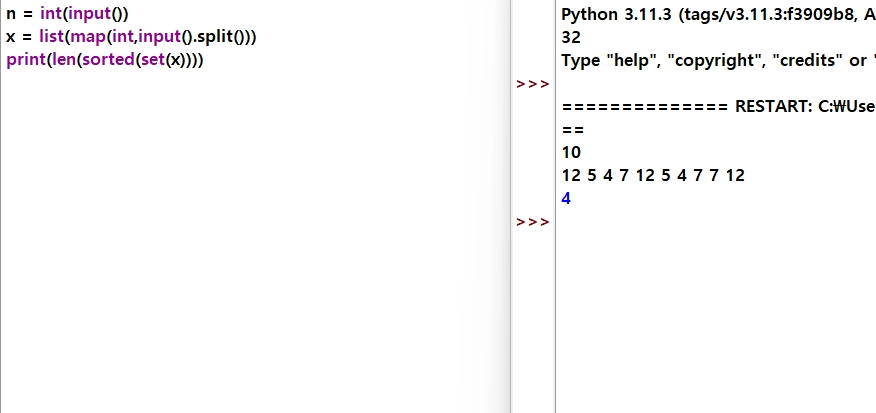 n = int(input())
x = list(map(int,input().split()))
print(len(sorted(set(x))))
Python 3.11.3 (tags/v3.11.3:f3909b8, A
32
Type "help", "copyright", "credits" or "
>>>
============== RESTART: C:₩Use
==
10
12 5 4 7 12 5 4 7 7 12
4
>>>